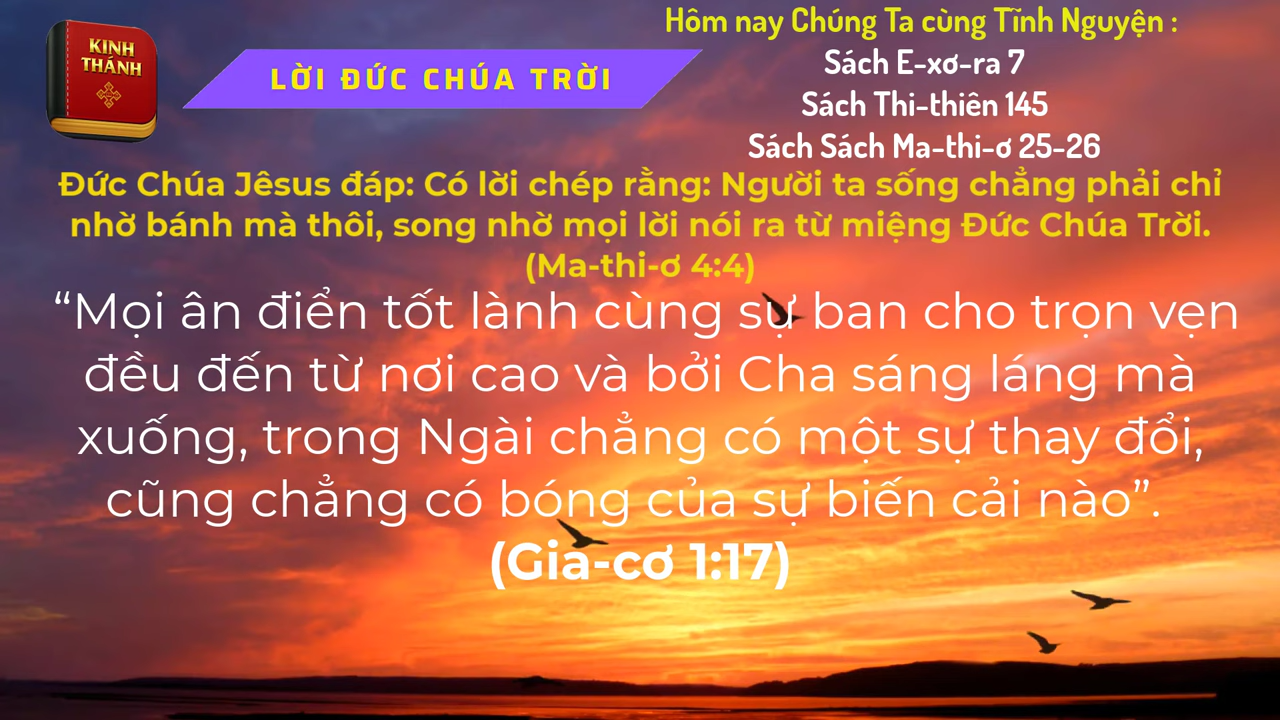 KINH
THÁNH
LỜI ĐỨC CHÚA TRỜI
Hôm nay Chúng Ta cùng Tĩnh Nguyện :
Sách E-xơ-ra 7
Sách Thi-thiên 145
Sách Sách Ma-thi-ơ 25-26
Đức Chúa Jêsus đáp: Có lời chép rằng: Người ta sống chẳng phải chỉ
nhờ bánh mà thôi, song nhờ mọi lời nói ra từ miệng Đức Chúa Trời.
(Ma-thi-ơ 4:4)
“Mọi ân điển tốt lành cùng sự ban cho trọn vẹn
đều đến từ nơi cao và bởi Cha sáng láng mà
xuống, trong Ngài chẳng có một sự thay đổi,
cũng chẳng có bóng của sự biến cải nào”.
(Gia-cơ 1:17)